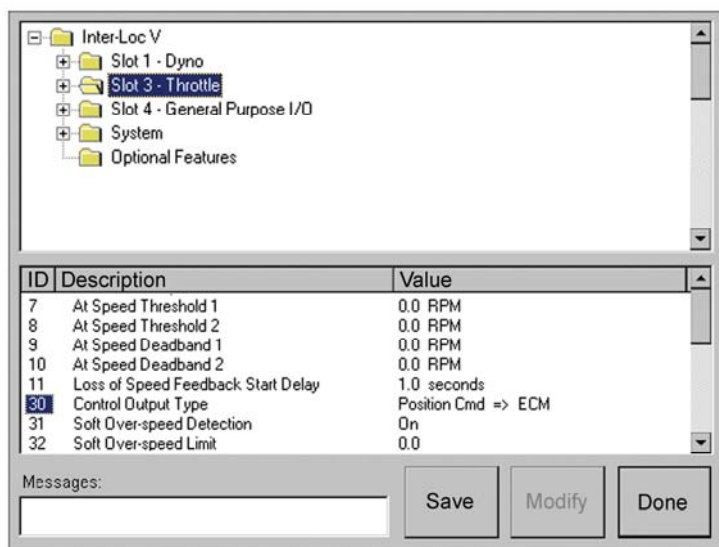 Inter-Loc V
Slot 1 - Dyno
Slot 3 - Throttle
Slot 4 - General Purpose I/O
System
Optional Features
ID Description Value
7 At Speed Threshold 1 0.0 RPM
8 At Speed Threshold 2 0.0 RPM
9 At Speed Deadband 1 0.0 RPM
10 At Speed Deadband 2 0.0 RPM
11 Loss of Speed Feedback Start Delay 1.0 seconds
30 Control Output Type Position Cmd => ECM
31 Soft Over-speed Detection On
32 Soft Over-speed Limit 0.0
Messages:
Save Modify Done